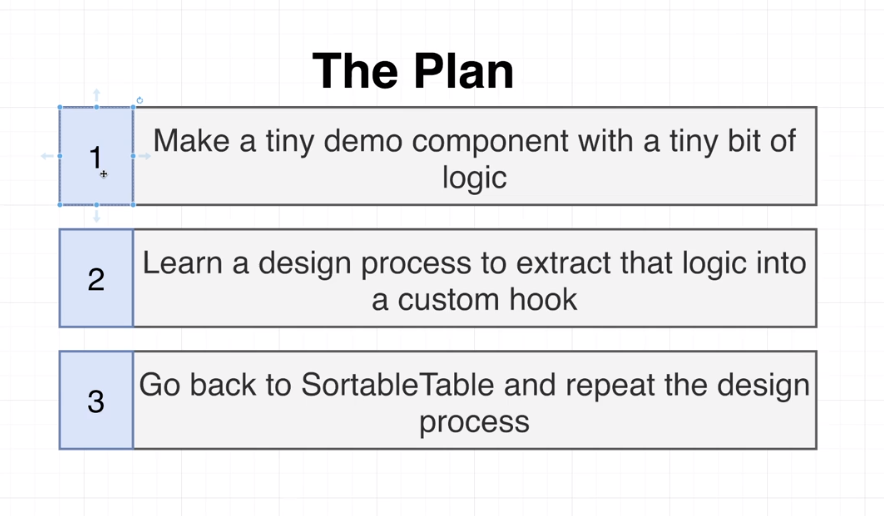 The Plan
1
Make a tiny demo component with a tiny bit of
logic
2
Learn a design process to extract that logic into
a custom hook
3
Go back to SortableTable and repeat the design
process